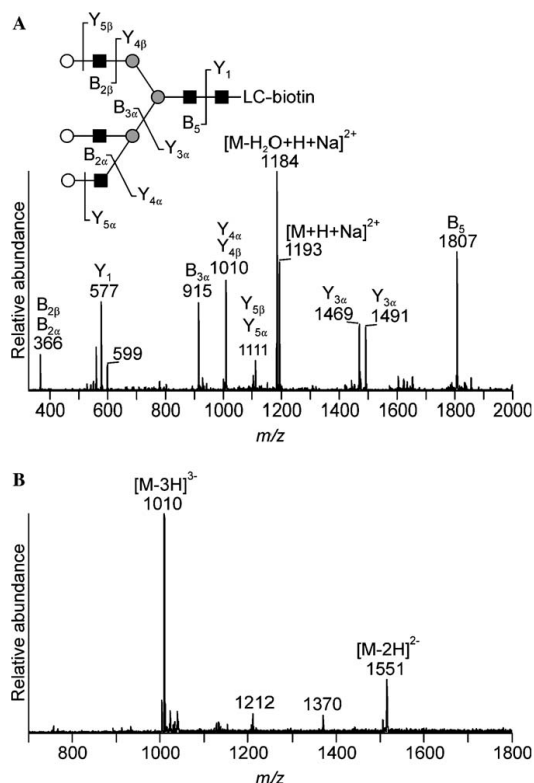 A
Y5β
Y4β
B2β
Y1
LC-biotin
B3α
B5
Y3α
B2α
Y4α
Y5α
[M-H2O+H+Na]2+
1184
[M+H+Na]2+
1193
B5
1807
Y4α
Y4β
1010
B3α
915
Y1
577
599
B2β
B2α
366
Y5β
Y5α
1111
Y3α
1469
Y3α
1491
Relative abundance
400 600 800 1000 1200 1400 1600 1800 2000
m/z
B
[M-3H]3-
1010
[M-2H]2-
1551
1212
1370
Relative abundance
800 1000 1200 1400 1600 1800
m/z